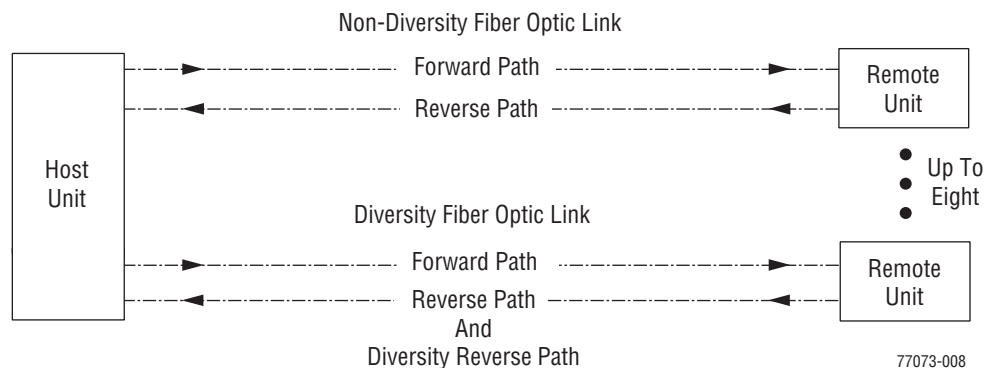 Non-Diversity Fiber Optic Link
Forward Path
Reverse Path
Host
Unit
Remote
Unit
Up To
Eight
Diversity Fiber Optic Link
Forward Path
Reverse Path
And
Diversity Reverse Path
Remote
Unit
77073-008